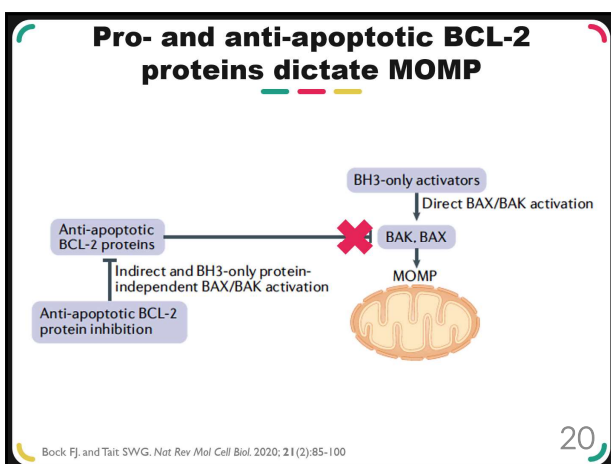 Pro- and anti-apoptotic BCL-2
proteins dictate MOMP
BH3-only activators
Direct BAX/BAK activation
Anti-apoptotic
BCL-2 proteins
BAK, BAX
Indirect and BH3-only protein-
independent BAX/BAK activation
MOMP
Anti-apoptotic BCL-2
protein inhibition
Bock FJ. and Tait SWG. Nat Rev Mol Cell Biol. 2020; 21(2):85-100
20